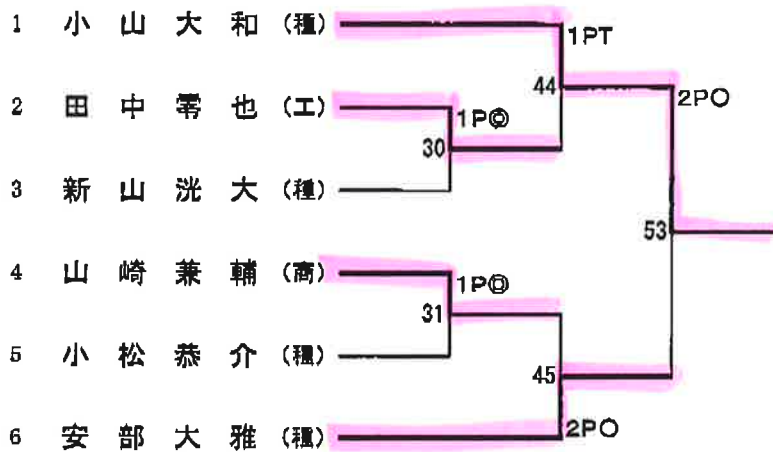 1 小山大和(種) 1PT
44
2 田中零也(工) 1P◎ 2PO
30
3 新山洸大(種)
53
4 山崎兼輔(商) 1P◎
31
5 小松恭介(種)
45
6 安部大雅(種) 2PO